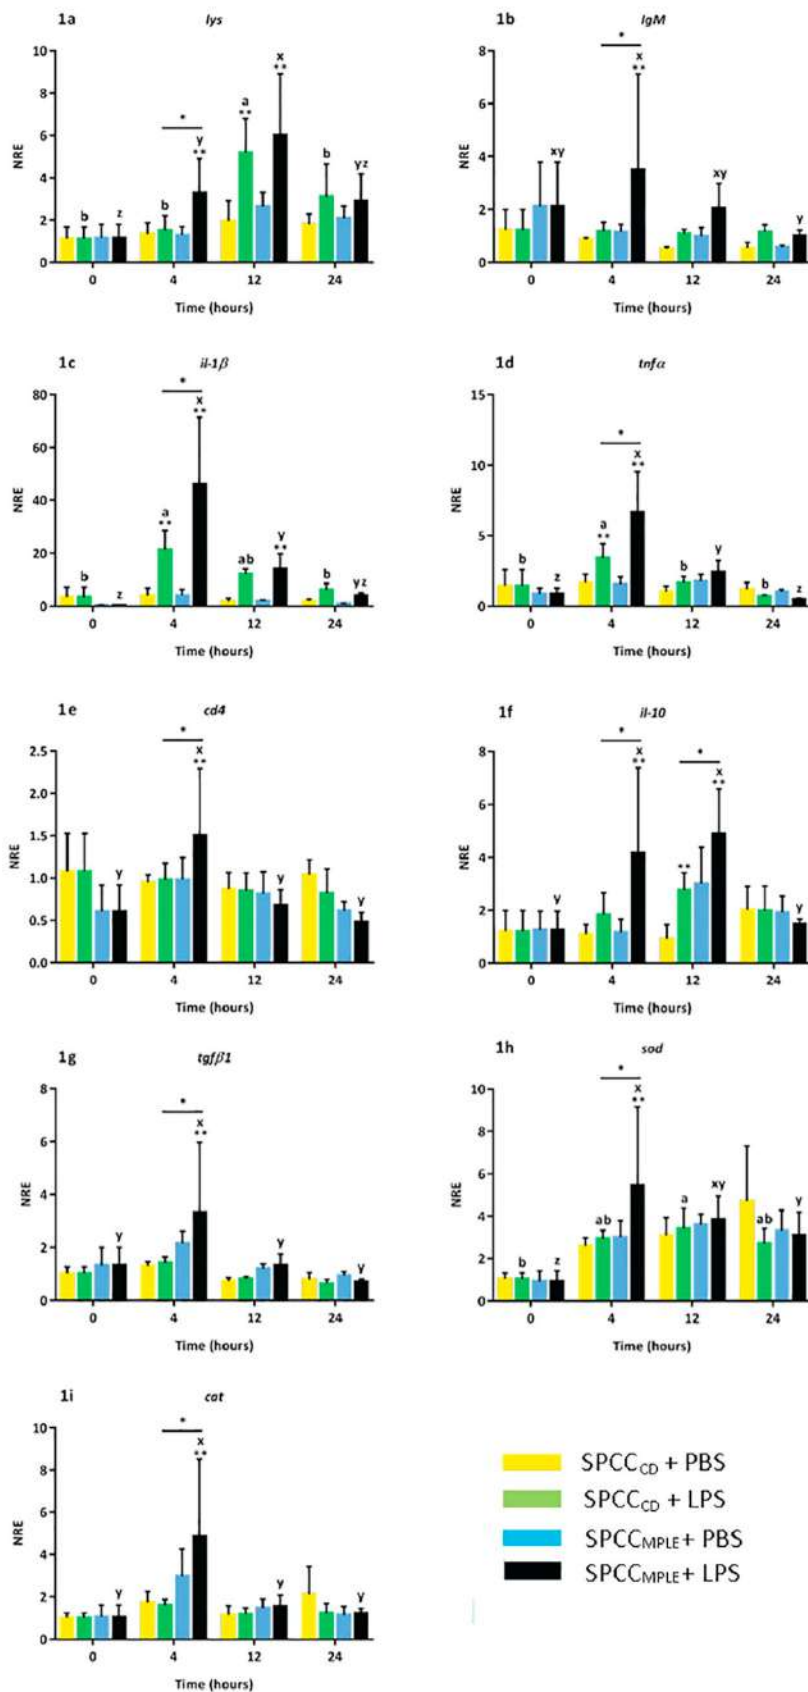 1a lys
x
a **
y
* **
b b b yz
b z
10
8
6
4
2
0
NRE
0 4 12 24
Time (hours)
1b IgM
* x
**
xy xy
y
8
6
4
2
0
NRE
0 4 12 24
Time (hours)
1c il-1β
* x
**
a
**
y
ab **
b z b yz
80
60
40
20
0
NRE
0 4 12 24
Time (hours)
1d tnfα
* x
**
a
**
b z b y b z
15
10
5
0
NRE
0 4 12 24
Time (hours)
1e cd4
* x
**
y y y
2.5
2.0
1.5
1.0
0.5
0.0
NRE
0 4 12 24
Time (hours)
1f il-10
* x
**
* x
**
**
y y
8
6
4
2
0
NRE
0 4 12 24
Time (hours)
1g tgfβ1
* x
**
y y y
8
6
4
2
0
NRE
0 4 12 24
Time (hours)
1h sod
* x
**
b z ab a xy ab y
10
8
6
4
2
0
NRE
0 4 12 24
Time (hours)
1i cat
* x
**
y y y
10
8
6
4
2
0
NRE
0 4 12 24
Time (hours)
SPCC_CD + PBS
SPCC_CD + LPS
SPCC_MPLE + PBS
SPCC_MPLE + LPS